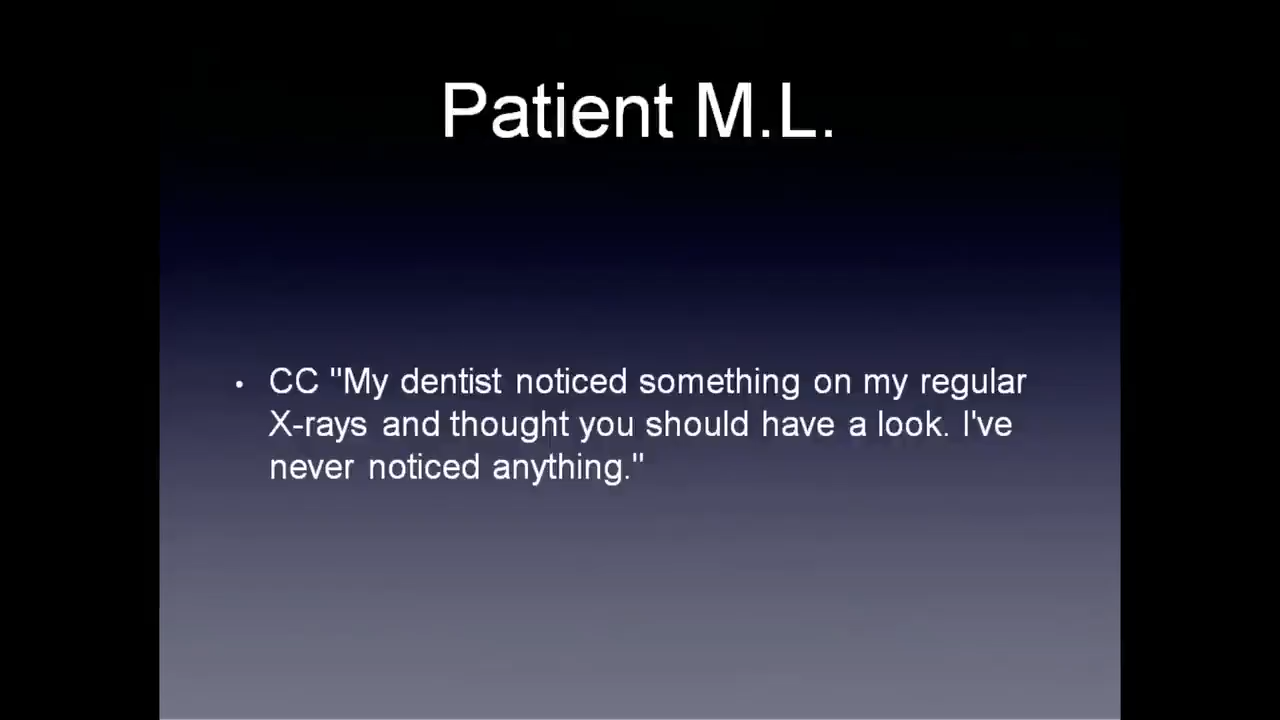 Patient M.L.
• CC "My dentist noticed something on my regular
X-rays and thought you should have a look. I've
never noticed anything."